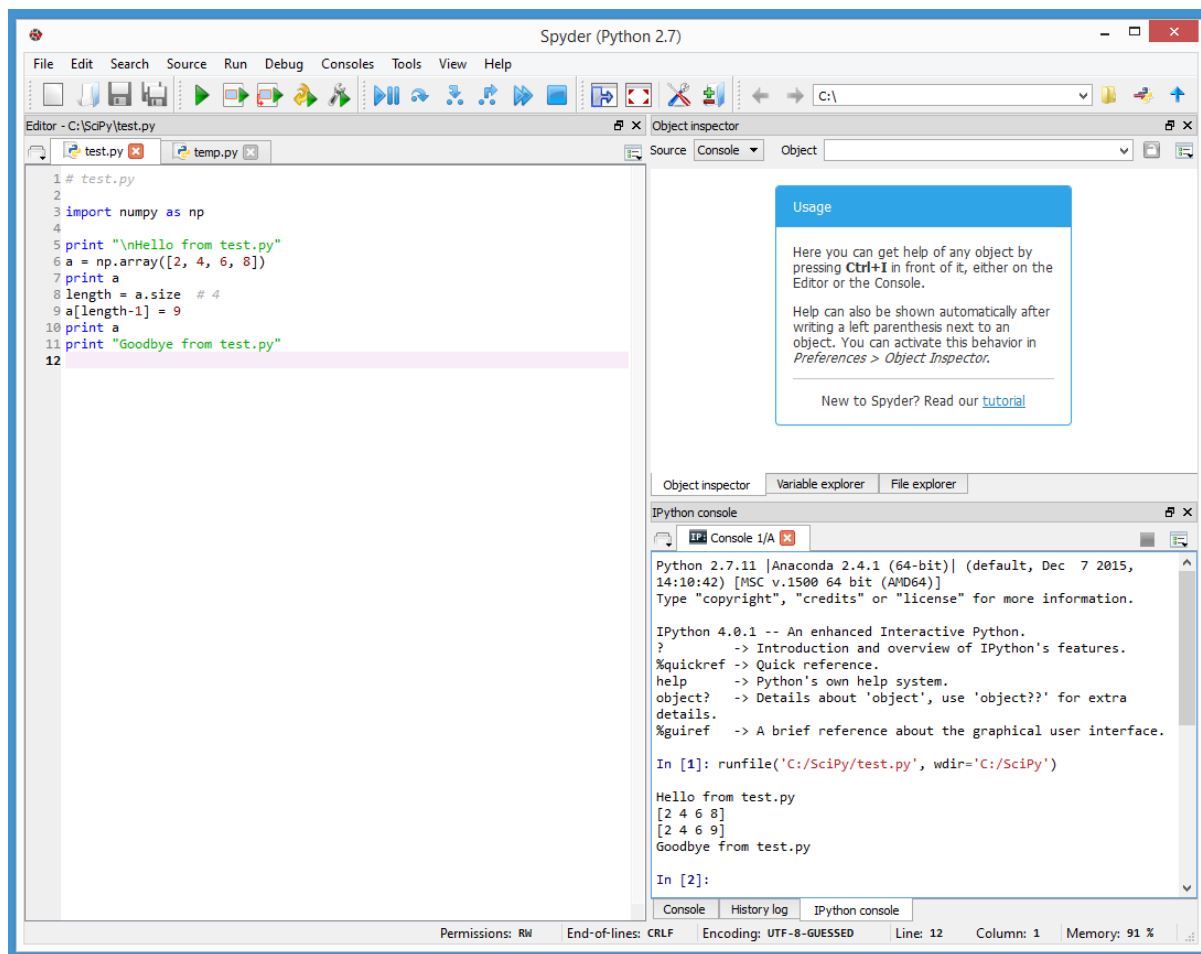 Spyder (Python 2.7)
File Edit Search Source Run Debug Consoles Tools View Help
C:\
Editor - C:\SciPy\test.py
test.py temp.py
1 # test.py
2
3 import numpy as np
4
5 print "\nHello from test.py"
6 a = np.array([2, 4, 6, 8])
7 print a
8 length = a.size  # 4
9 a[length-1] = 9
10 print a
11 print "Goodbye from test.py"
12
Object inspector
Source Console Object
Usage
Here you can get help of any object by
pressing Ctrl+I in front of it, either on the
Editor or the Console.
Help can also be shown automatically after
writing a left parenthesis next to an
object. You can activate this behavior in
Preferences > Object Inspector.
New to Spyder? Read our tutorial
Object inspector Variable explorer File explorer
IPython console
IP: Console 1/A
Python 2.7.11 |Anaconda 2.4.1 (64-bit)| (default, Dec  7 2015,
14:10:42) [MSC v.1500 64 bit (AMD64)]
Type "copyright", "credits" or "license" for more information.
IPython 4.0.1 -- An enhanced Interactive Python.
?         -> Introduction and overview of IPython's features.
%quickref -> Quick reference.
help      -> Python's own help system.
object?   -> Details about 'object', use 'object??' for extra
details.
%guiref   -> A brief reference about the graphical user interface.
In [1]: runfile('C:/SciPy/test.py', wdir='C:/SciPy')
Hello from test.py
[2 4 6 8]
[2 4 6 9]
Goodbye from test.py
In [2]:
Console History log IPython console
Permissions: RW End-of-lines: CRLF Encoding: UTF-8-GUESSED Line: 12 Column: 1 Memory: 91 %